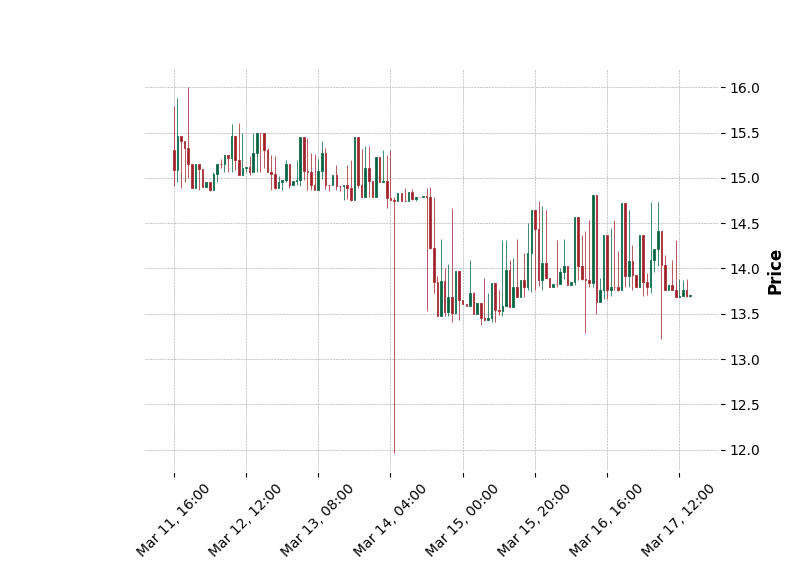 16.0
15.5
15.0
14.5
14.0
13.5
13.0
12.5
12.0
Price
Mar 11, 16:00
Mar 12, 12:00
Mar 13, 08:00
Mar 14, 04:00
Mar 15, 00:00
Mar 15, 20:00
Mar 16, 16:00
Mar 17, 12:00